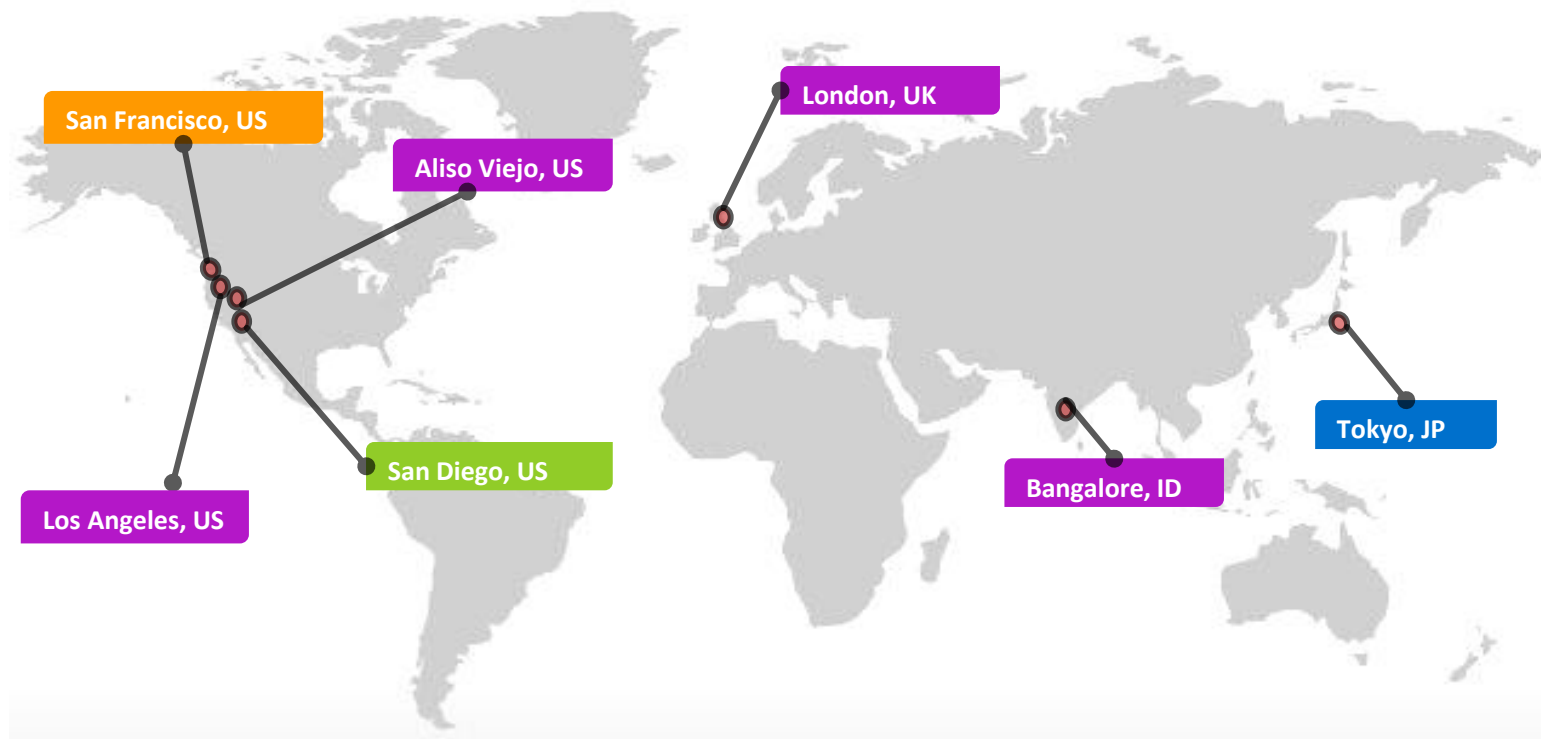 London, UK
San Francisco, US
Aliso Viejo, US
Tokyo, JP
San Diego, US
Bangalore, ID
Los Angeles, US